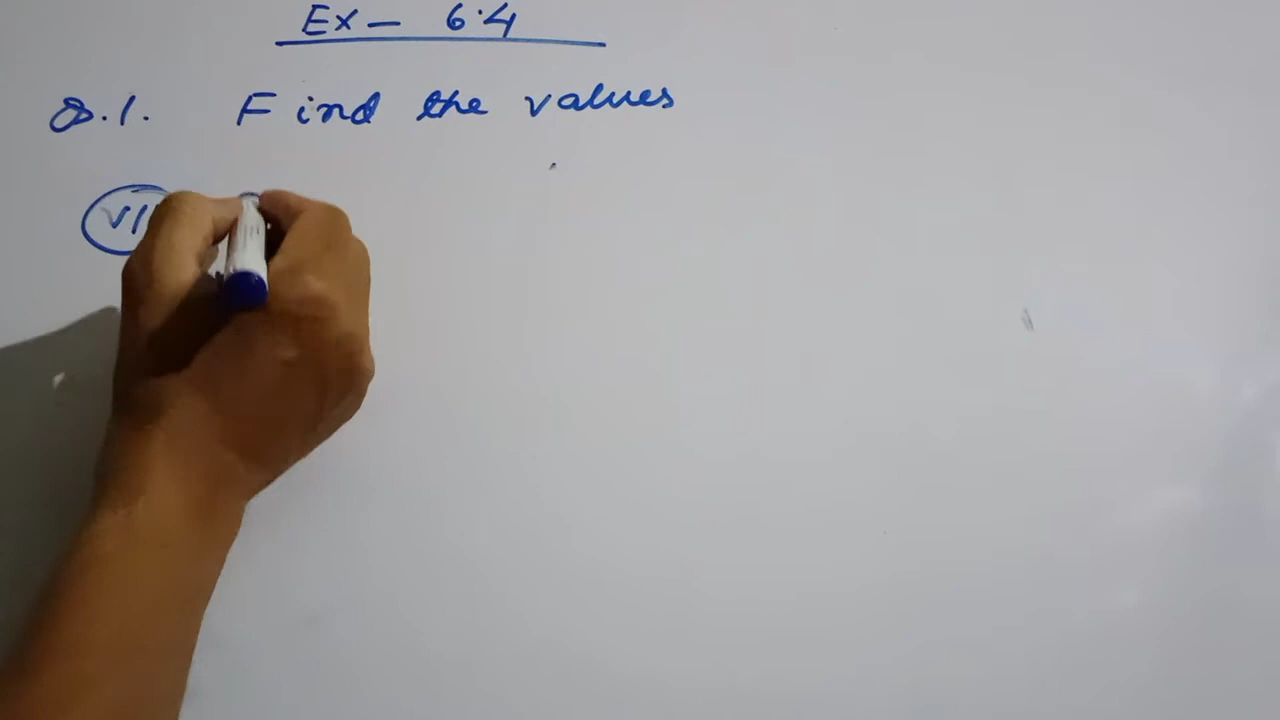 Ex - 6.4
Q.1. Find the values